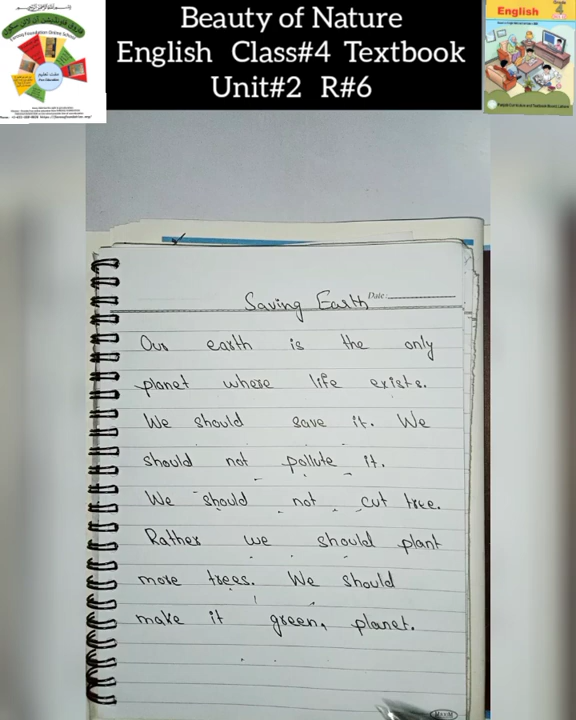 Beauty of Nature
English Class#4 Textbook
Unit#2 R#6
English
4
Saving Earth
Date:
Our earth is the only
planet where life exists.
We should save it. We
should not pollute it.
We should not cut tree.
Rather we should plant
more trees. We should
make it green, planet.